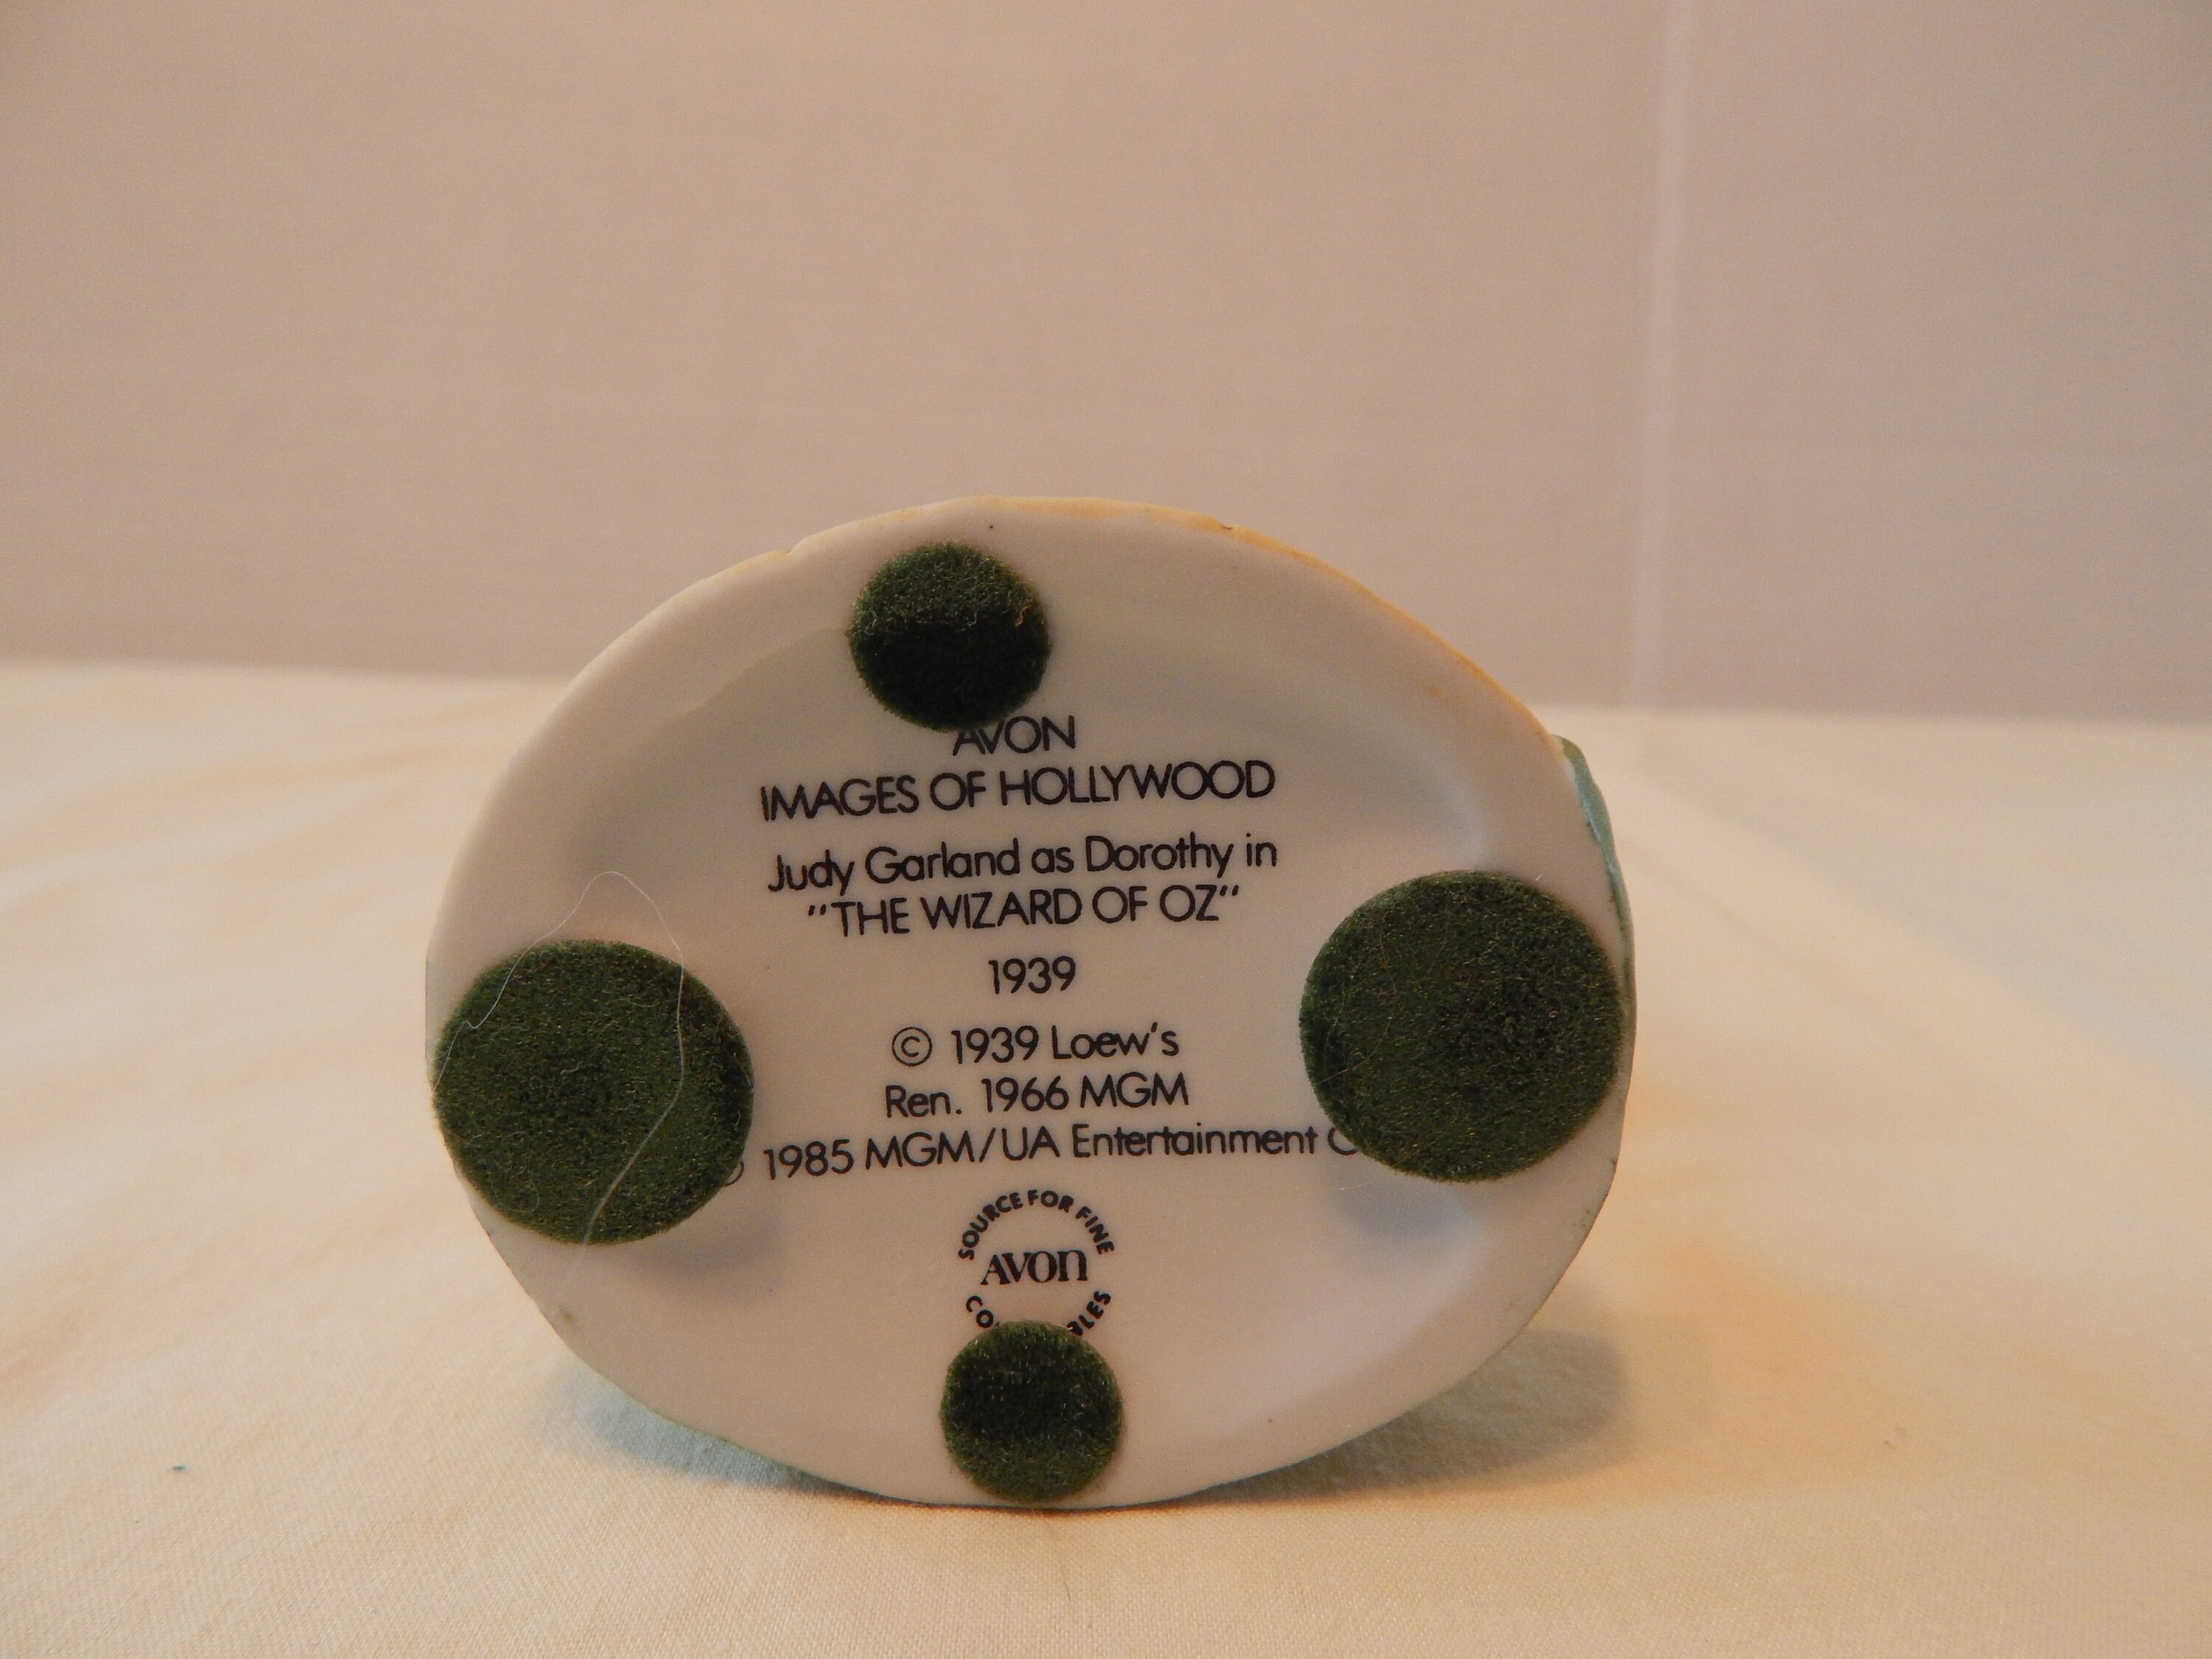 AVON
IMAGES OF HOLLYWOOD
Judy Garland as Dorothy in
"THE WIZARD OF OZ"
1939
© 1939 Loew's
Ren. 1966 MGM
1985 MGM/UA Entertainment
SOURCE FOR FINE
AVON